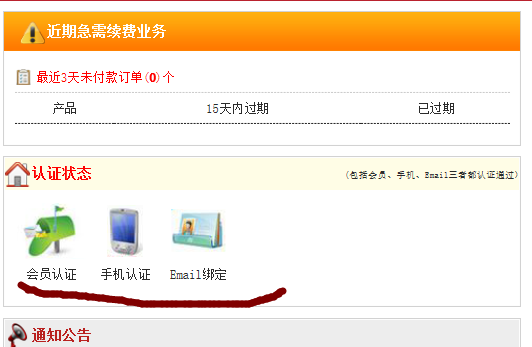 近期急需续费业务
最近3天未付款订单(0)个
产品 15天内过期 已过期
认证状态 (包括会员、手机、Email三者都认证通过)
会员认证 手机认证 Email绑定
通知公告